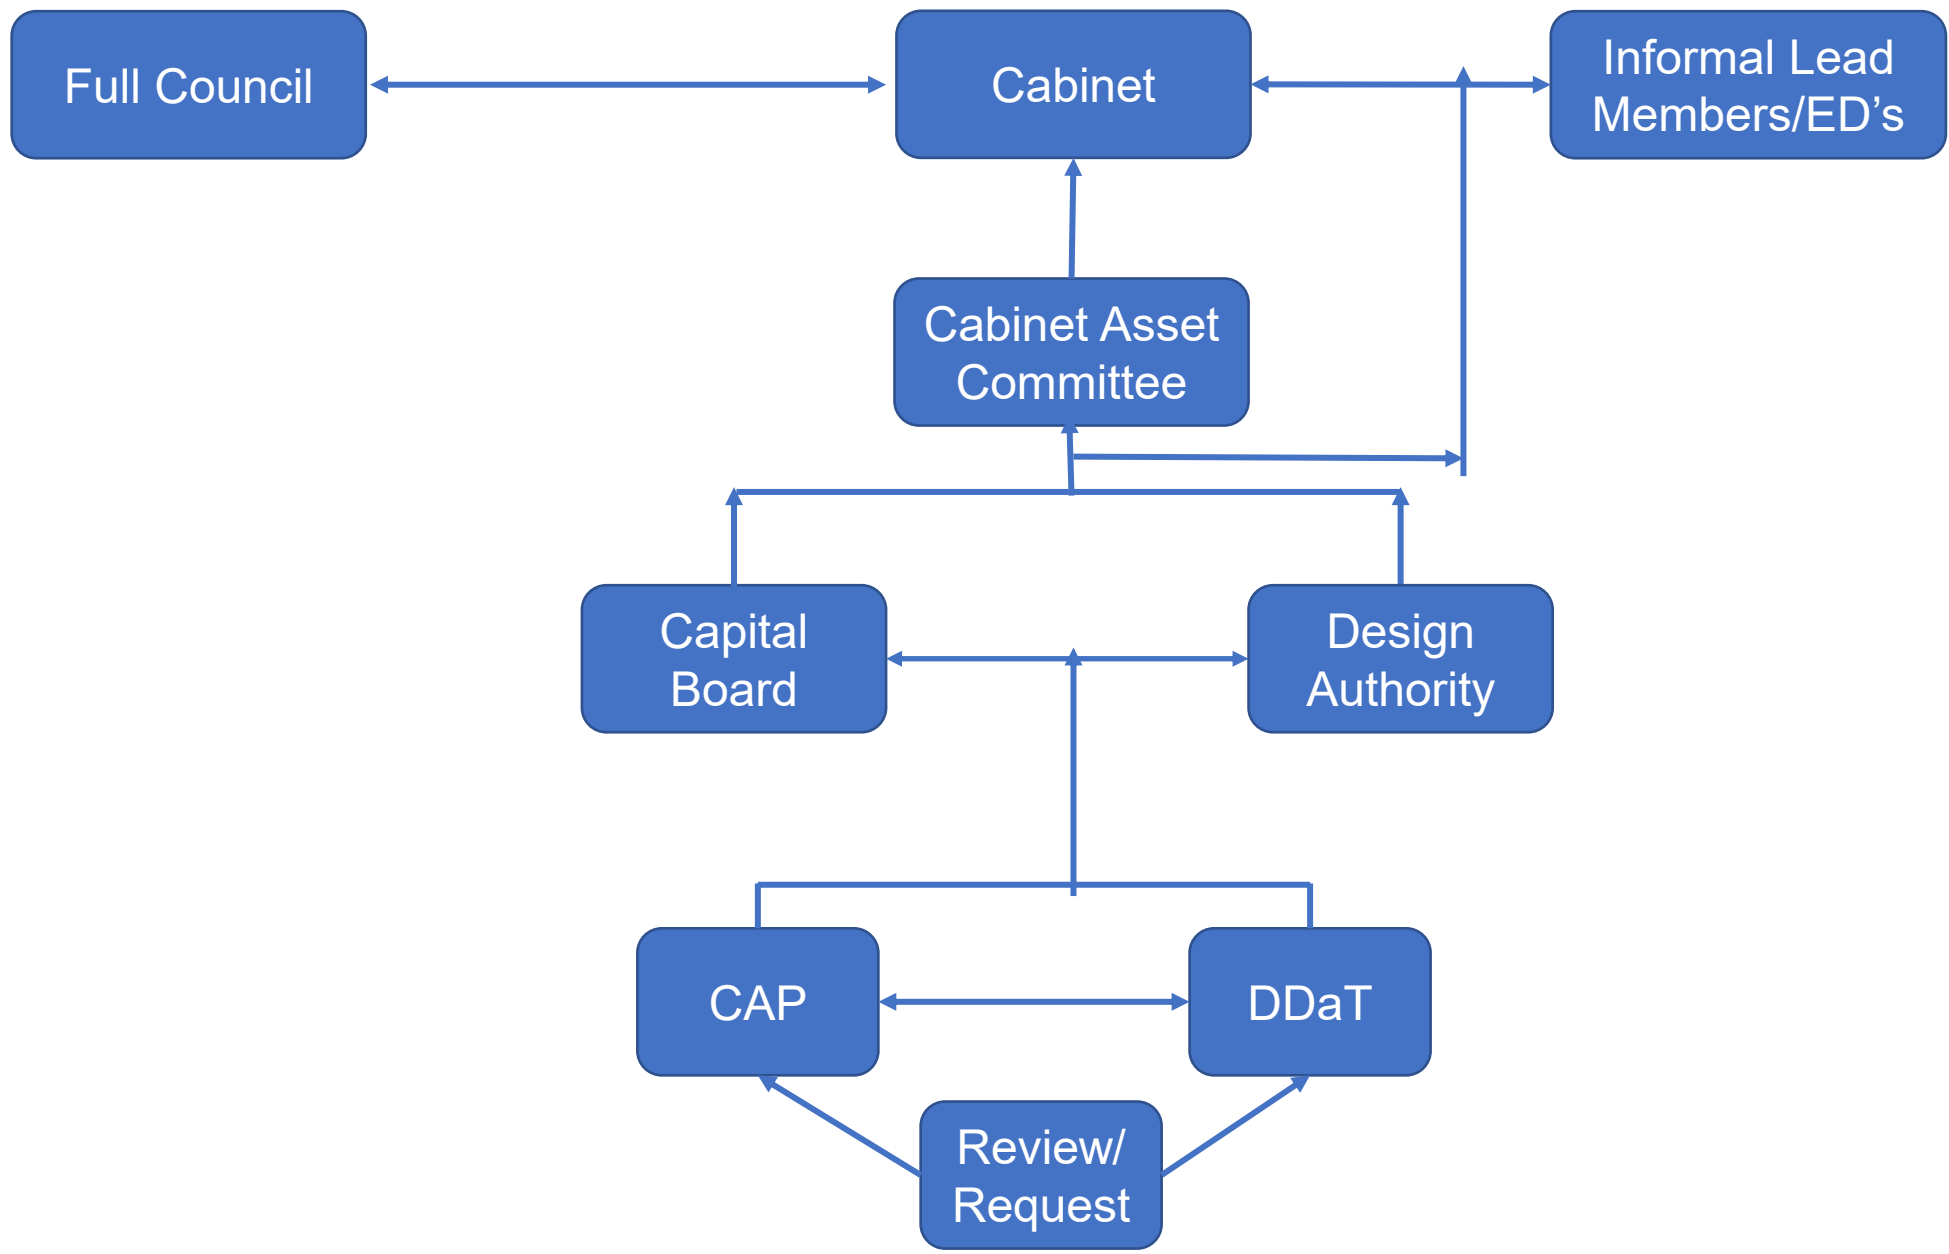 Full Council
Cabinet
Informal Lead
Members/ED’s
Cabinet Asset
Committee
Capital
Board
Design
Authority
CAP
DDaT
Review/
Request